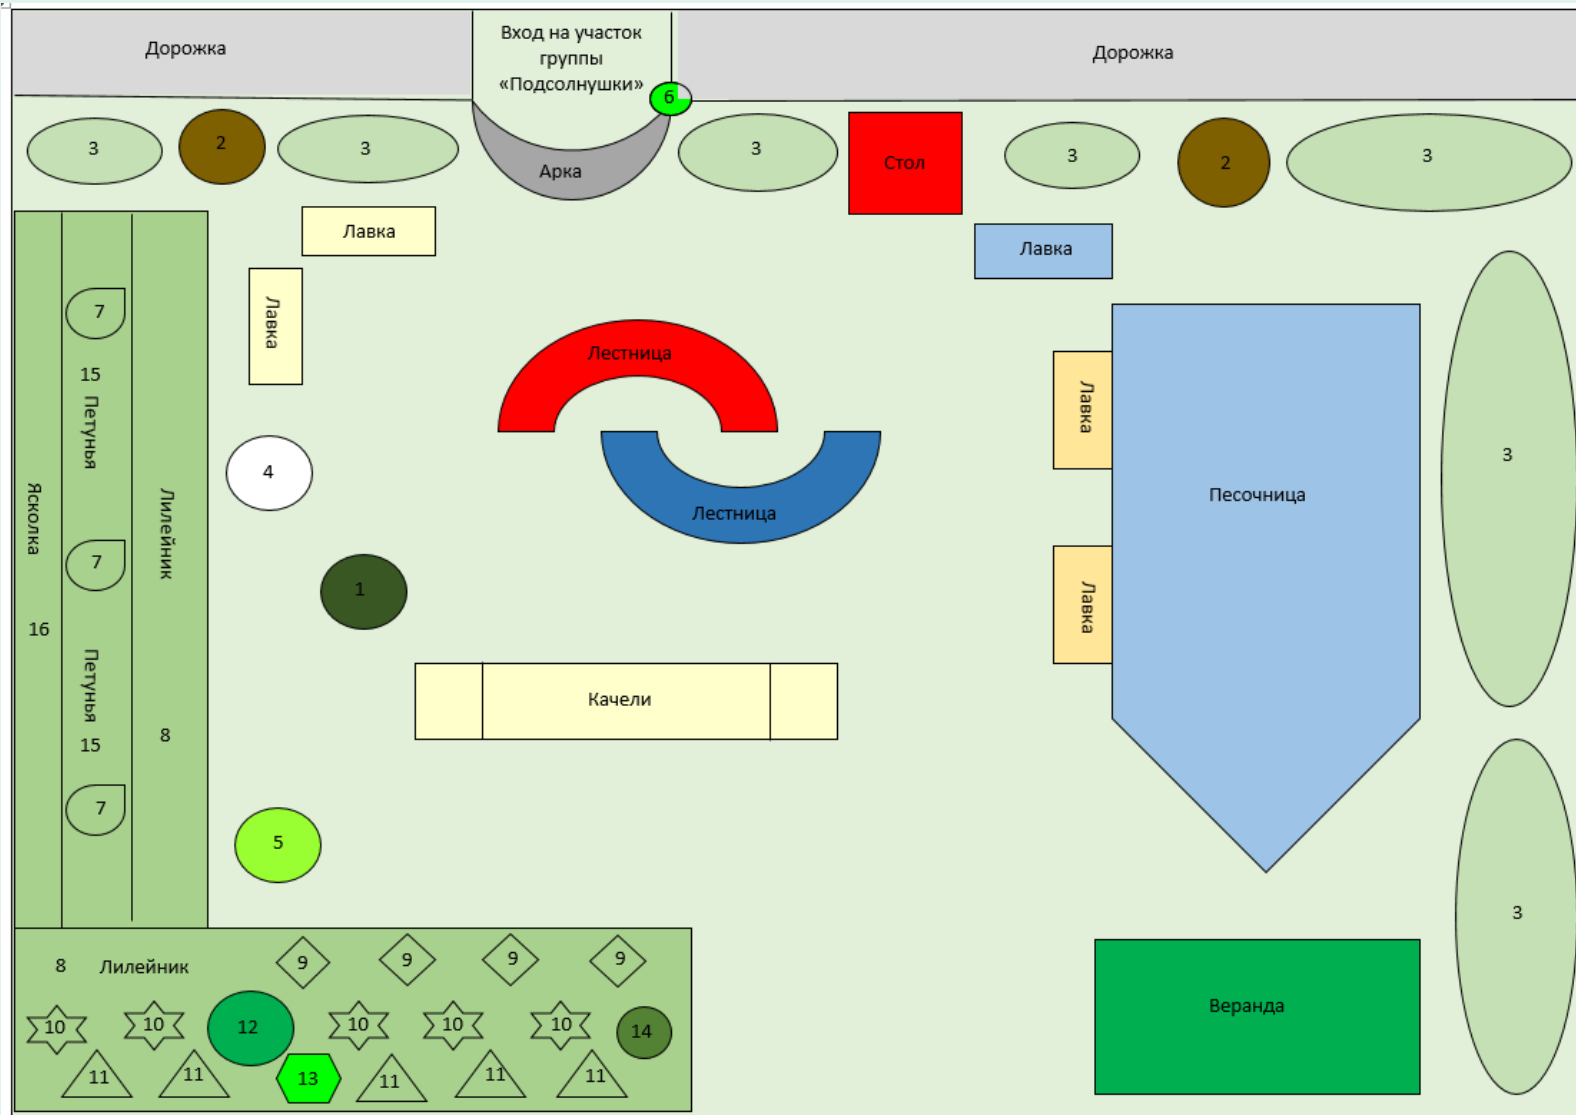 Дорожка
Вход на участок
группы
«Подсолнушки»
Дорожка
6
3
2
3
Арка
3
Стол
3
2
3
Лавка
Лавка
Лавка
7
15
Петунья
Лестница
Лавка
4
Лестница
Песочница
3
Ясколка
Лилейник
7
1
Лавка
16
Петунья
15
8
Качели
7
5
3
8 Лилейник
9
9
9
9
10
10
12
10
10
10
14
11
11
13
11
11
11
Веранда